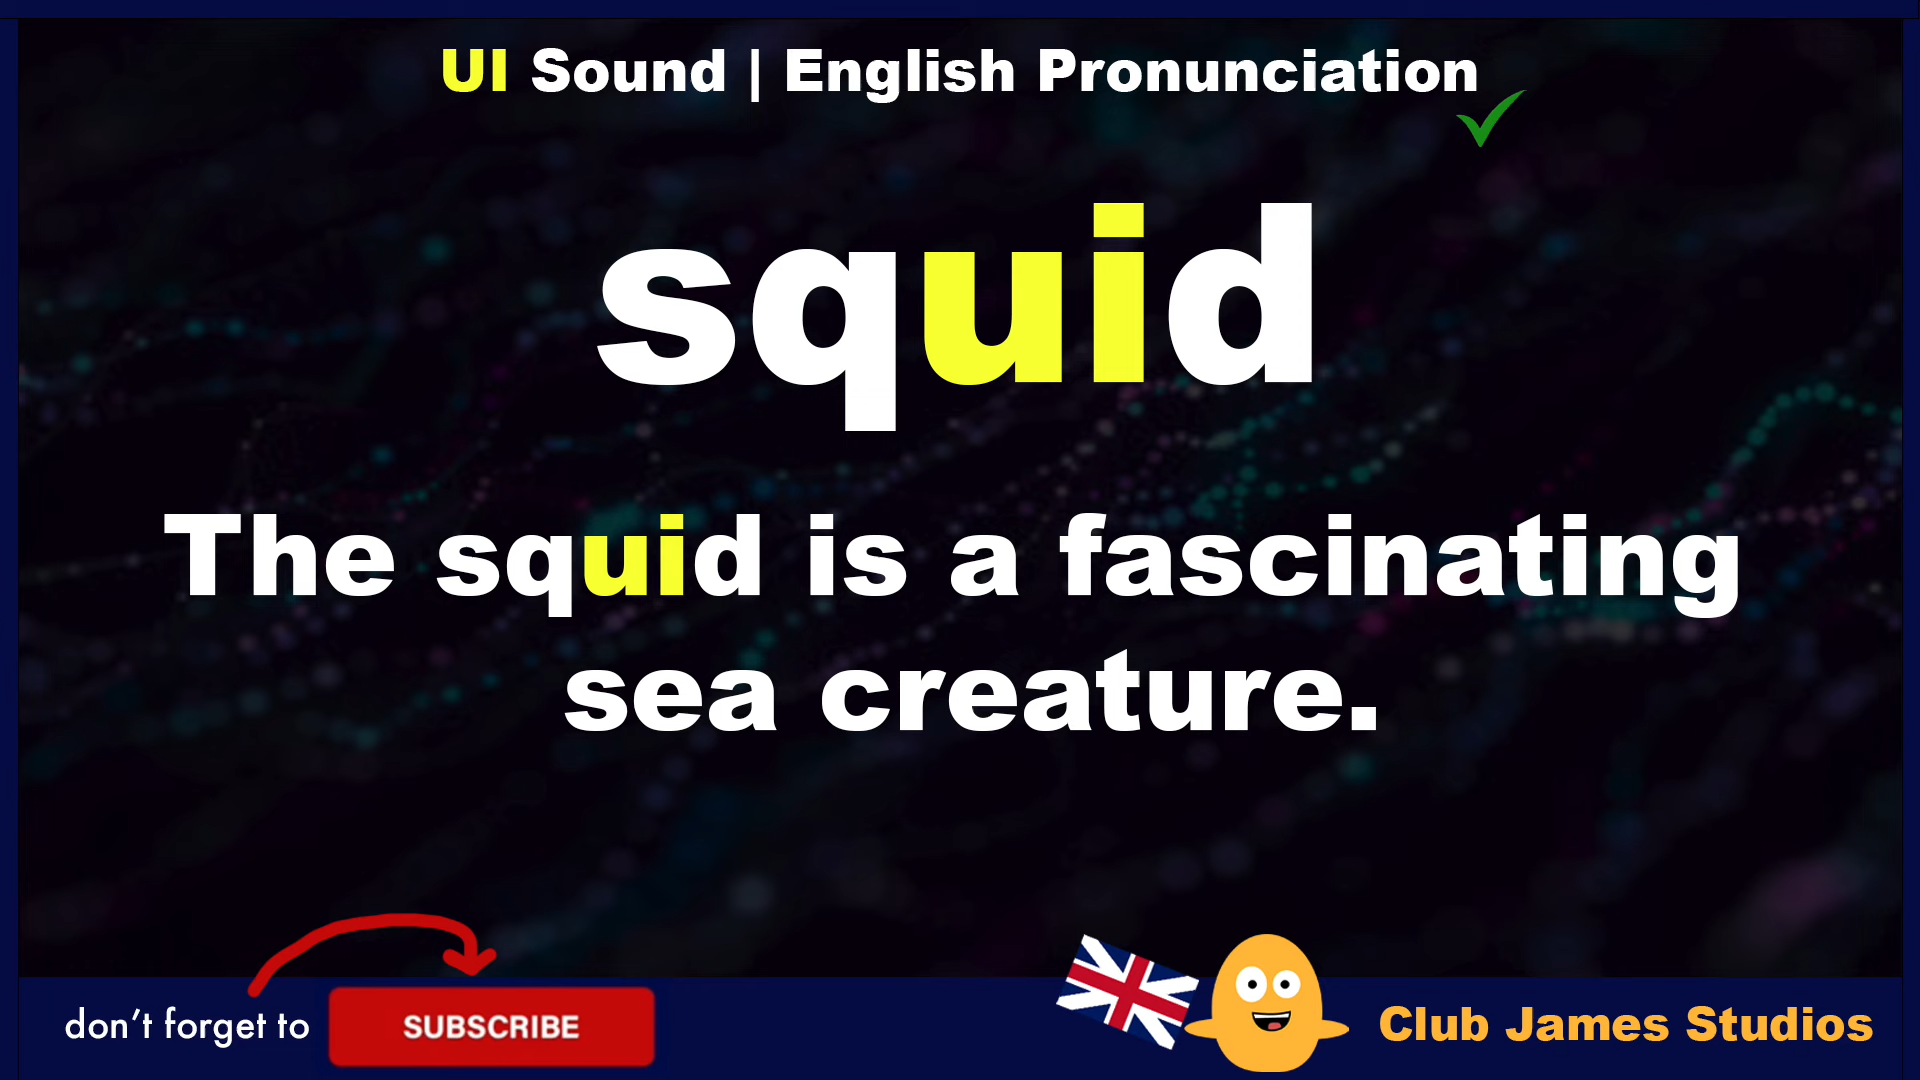 UI Sound | English Pronunciation
squid
The squid is a fascinating
sea creature.
don't forget to
SUBSCRIBE
Club James Studios